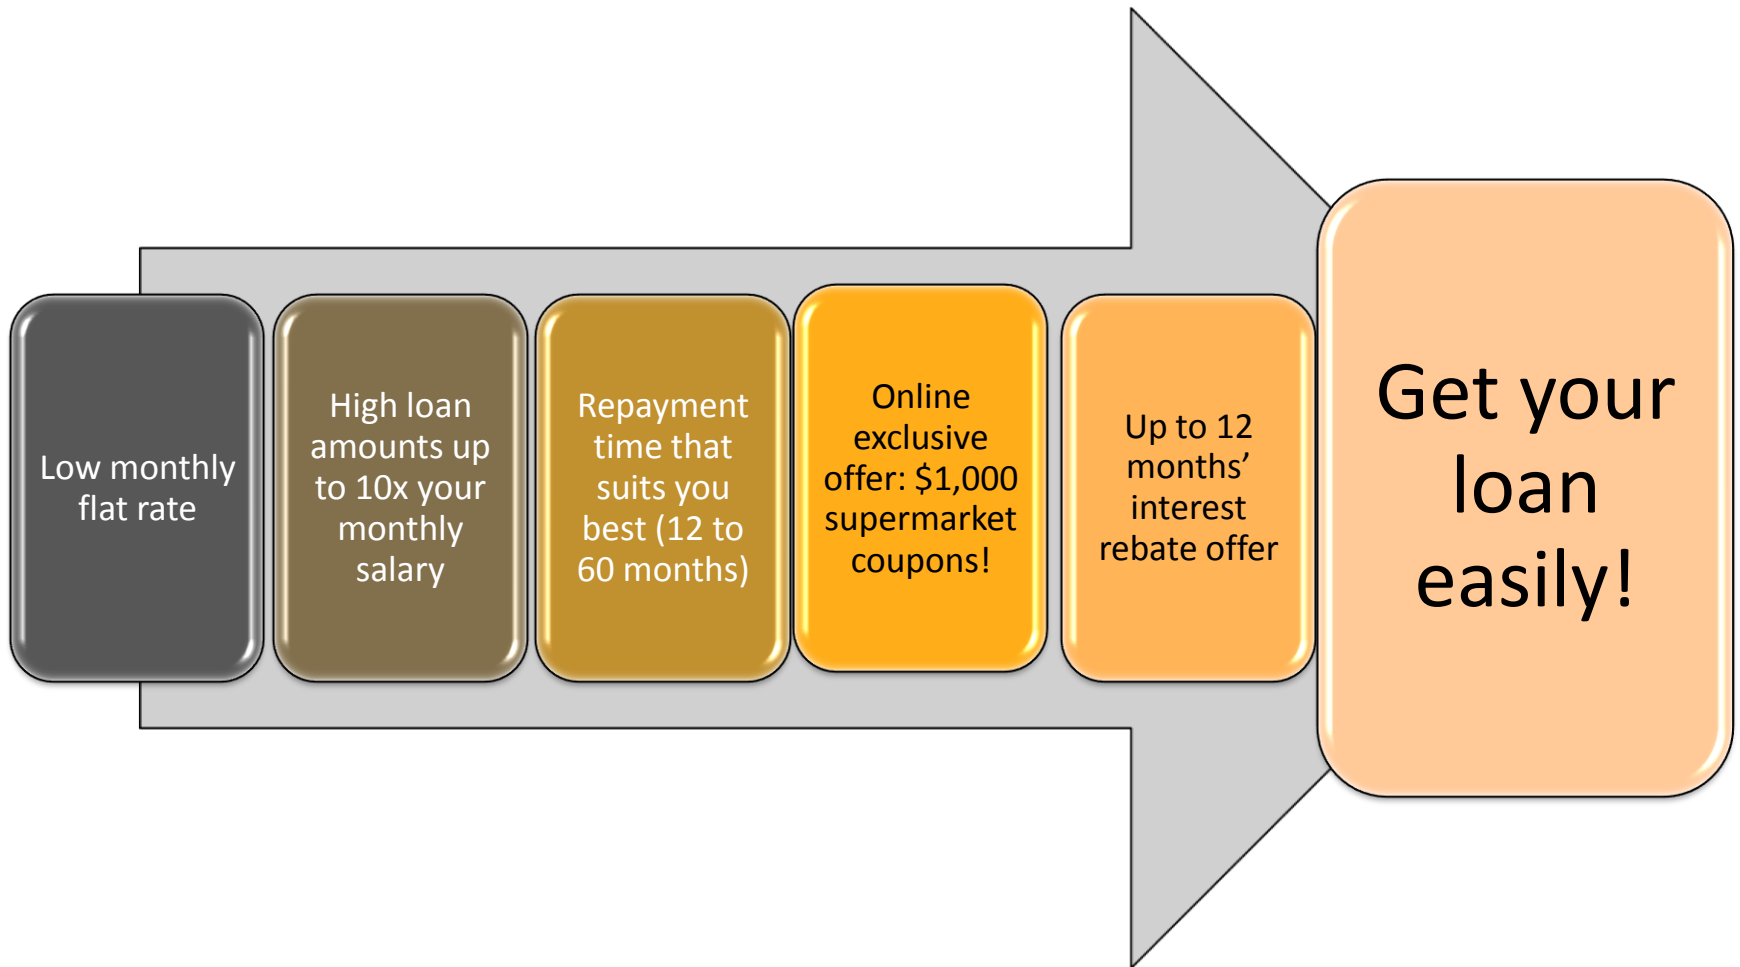 Low monthly
flat rate
High loan
amounts up
to 10x your
monthly
salary
Repayment
time that
suits you
best (12 to
60 months)
Online
exclusive
offer: $1,000
supermarket
coupons!
Up to 12
months’
interest
rebate offer
Get your
loan
easily!